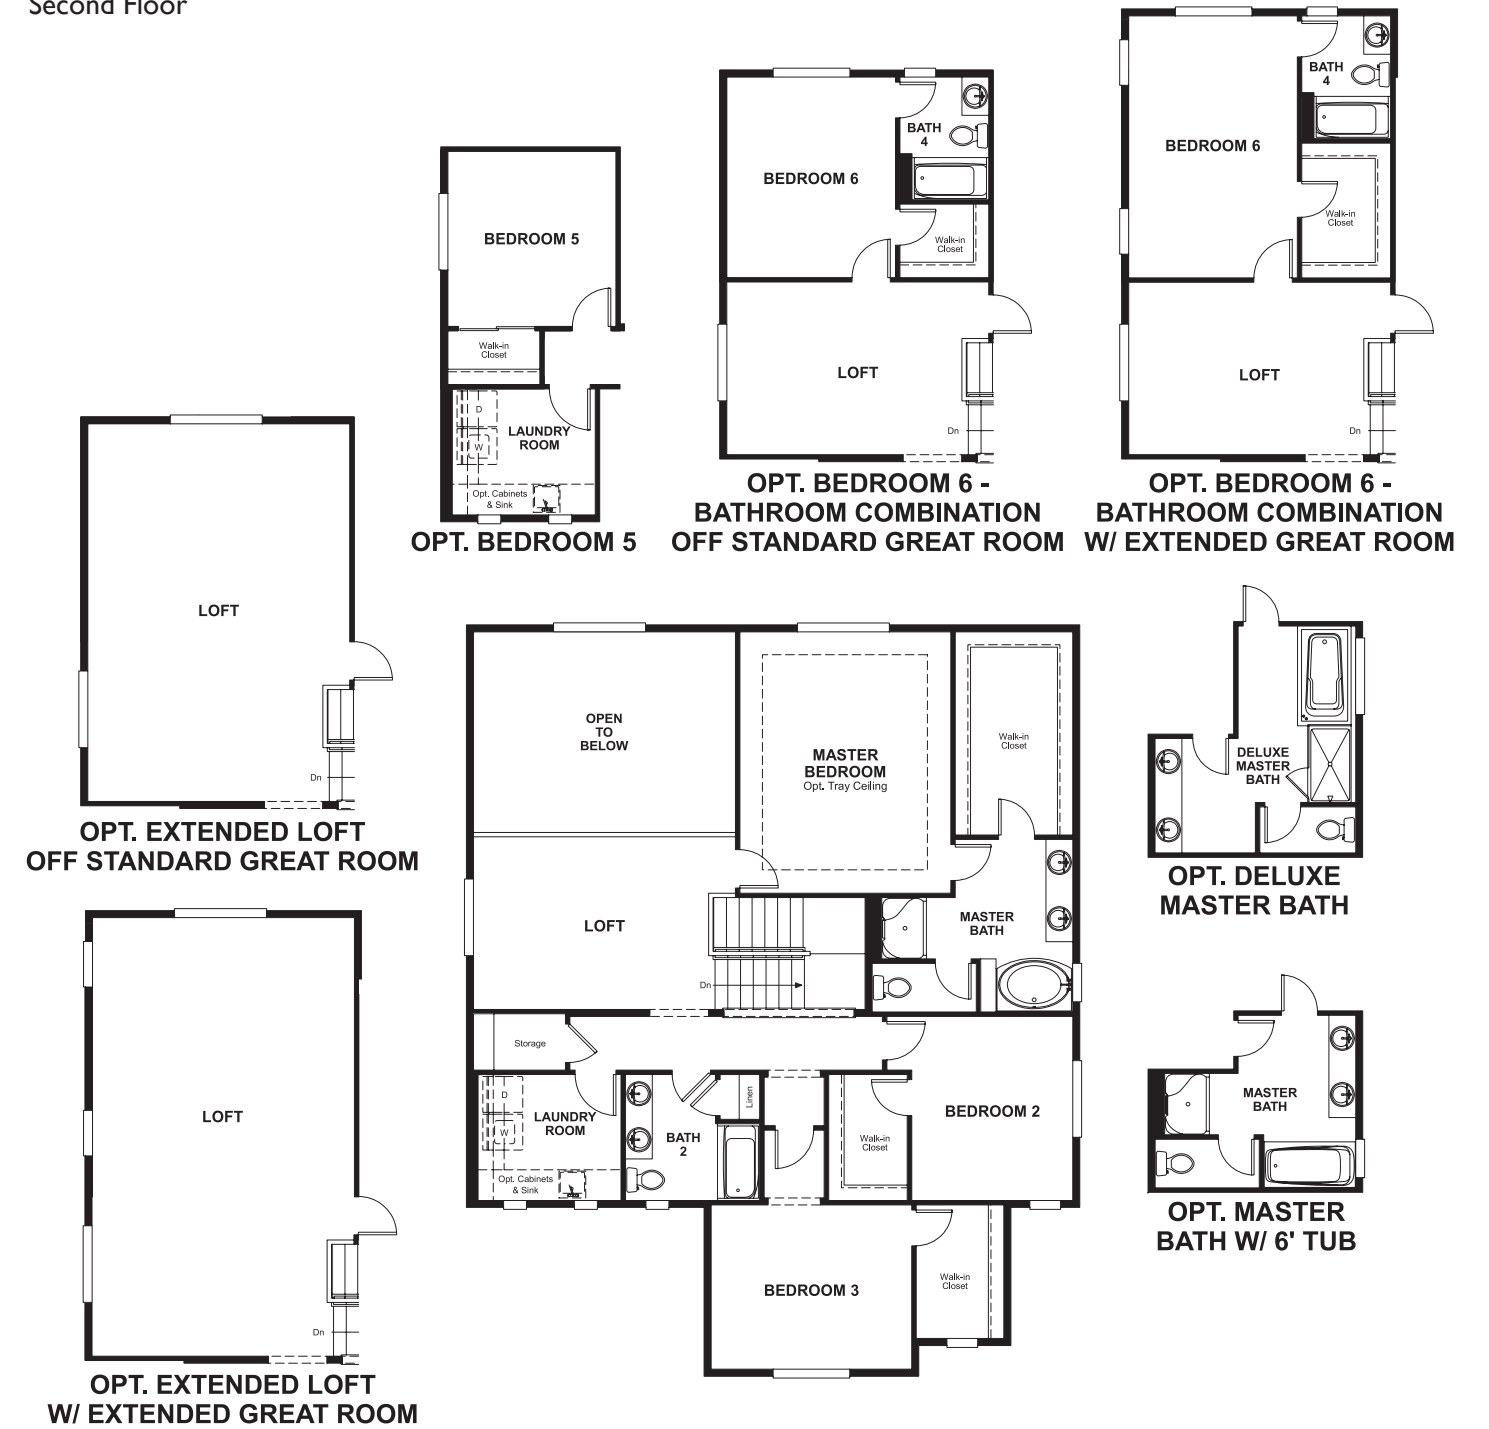 Second Floor
BATH
4
BEDROOM 6
Walk-in
Closet
LOFT
Dn
OPT. BEDROOM 6 -
BATHROOM COMBINATION
W/ EXTENDED GREAT ROOM
BATH
4
BEDROOM 6
Walk-in
Closet
LOFT
Dn
OPT. BEDROOM 6 -
BATHROOM COMBINATION
OFF STANDARD GREAT ROOM
BEDROOM 5
Walk-in
Closet
D
W
LAUNDRY
ROOM
Opt. Cabinets
& Sink
OPT. BEDROOM 5
LOFT
Dn
OPT. EXTENDED LOFT
OFF STANDARD GREAT ROOM
OPEN
TO
BELOW
MASTER
BEDROOM
Opt. Tray Ceiling
Walk-in
Closet
LOFT
MASTER
BATH
Dn
Storage
D
W
LAUNDRY
ROOM
Opt. Cabinets
& Sink
BATH
2
Linen
Walk-in
Closet
BEDROOM 2
BEDROOM 3
Walk-in
Closet
DELUXE
MASTER
BATH
OPT. DELUXE
MASTER BATH
MASTER
BATH
OPT. MASTER
BATH W/ 6' TUB
LOFT
Dn
OPT. EXTENDED LOFT
W/ EXTENDED GREAT ROOM